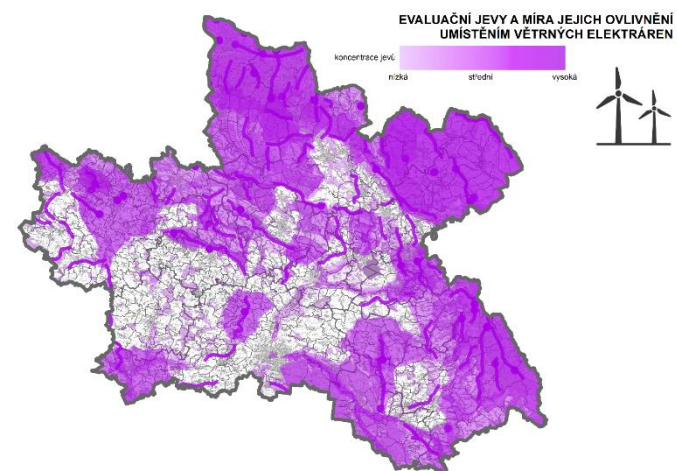 EVALUAČNÍ JEVY A MÍRA JEJICH OVLIVNĚNÍ
UMÍSTĚNÍM VĚTRNÝCH ELEKTRÁREN
koncentrace jevů
nízká střední vysoká